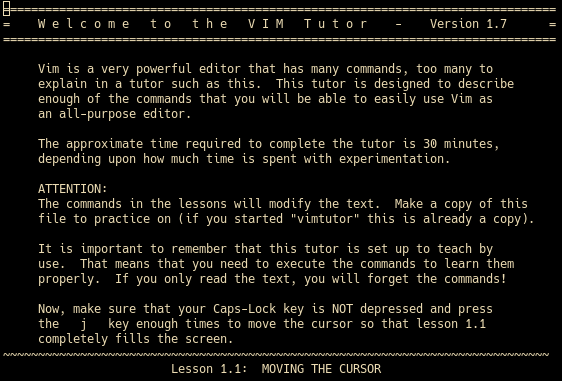 ===============================================================================
=    W e l c o m e   t o   t h e   V I M   T u t o r    -    Version 1.7      =
===============================================================================
Vim is a very powerful editor that has many commands, too many to
explain in a tutor such as this.  This tutor is designed to describe
enough of the commands that you will be able to easily use Vim as
an all-purpose editor.
The approximate time required to complete the tutor is 30 minutes,
depending upon how much time is spent with experimentation.
ATTENTION:
The commands in the lessons will modify the text.  Make a copy of this
file to practice on (if you started "vimtutor" this is already a copy).
It is important to remember that this tutor is set up to teach by
use.  That means that you need to execute the commands to learn them
properly.  If you only read the text, you will forget the commands!
Now, make sure that your Caps-Lock key is NOT depressed and press
the   j   key enough times to move the cursor so that lesson 1.1
completely fills the screen.
~~~~~~~~~~~~~~~~~~~~~~~~~~~~~~~~~~~~~~~~~~~~~~~~~~~~~~~~~~~~~~~~~~~~~~~~~~~~~~
Lesson 1.1:  MOVING THE CURSOR